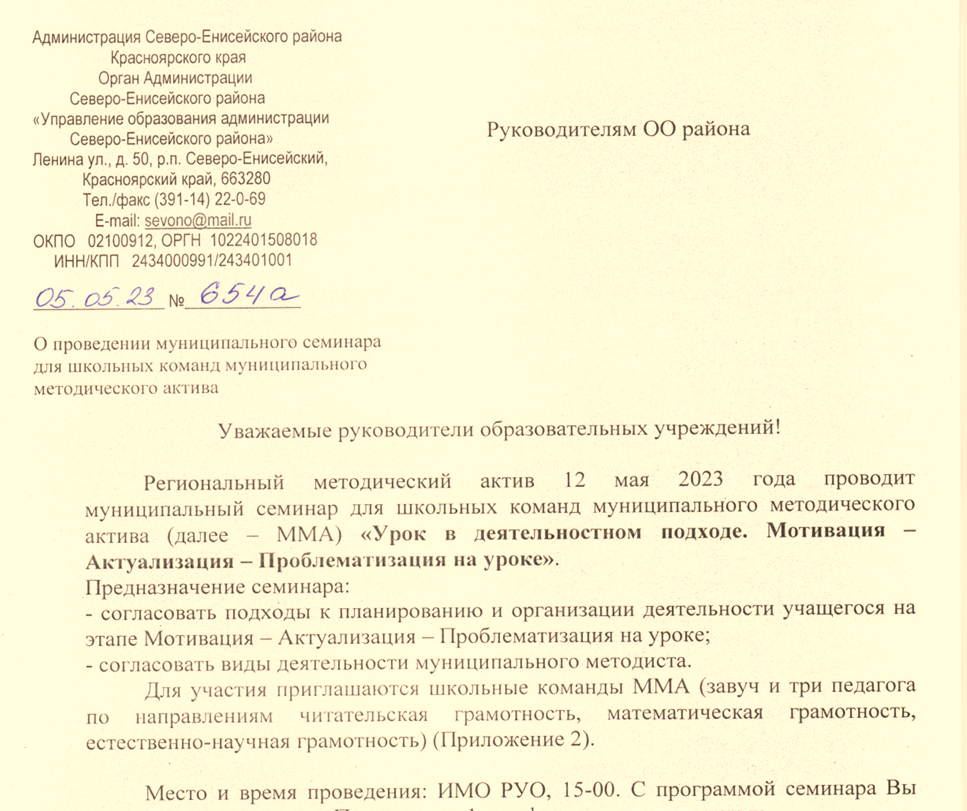 Администрация Северо-Енисейского района
Красноярского края
Орган Администрации
Северо-Енисейского района
«Управление образования администрации
Северо-Енисейского района»
Ленина ул., д. 50, р.п. Северо-Енисейский,
Красноярский край, 663280
Тел./факс (391-14) 22-0-69
E-mail: sevono@mail.ru
ОКПО 02100912, ОРГН 1022401508018
ИНН/КПП 2434000991/243401001
05.05.23 № 654а
Руководителям ОО района
О проведении муниципального семинара
для школьных команд муниципального
методического актива
Уважаемые руководители образовательных учреждений!
Региональный методический актив 12 мая 2023 года проводит
муниципальный семинар для школьных команд муниципального методического
актива (далее – ММА) «Урок в деятельностном подходе. Мотивация –
Актуализация – Проблематизация на уроке».
Предназначение семинара:
- согласовать подходы к планированию и организации деятельности учащегося на
этапе Мотивация – Актуализация – Проблематизация на уроке;
- согласовать виды деятельности муниципального методиста.
Для участия приглашаются школьные команды ММА (завуч и три педагога
по направлениям читательская грамотность, математическая грамотность,
естественно-научная грамотность) (Приложение 2).
Место и время проведения: ИМО РУО, 15-00. С программой семинара Вы